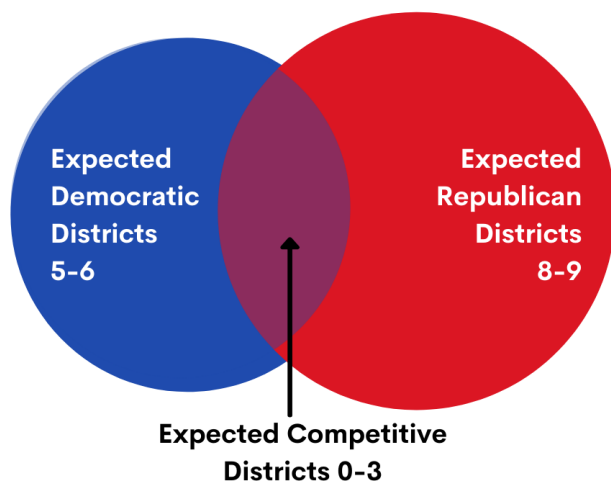 Expected
Democratic
Districts
5-6
Expected
Republican
Districts
8-9
Expected Competitive
Districts 0-3